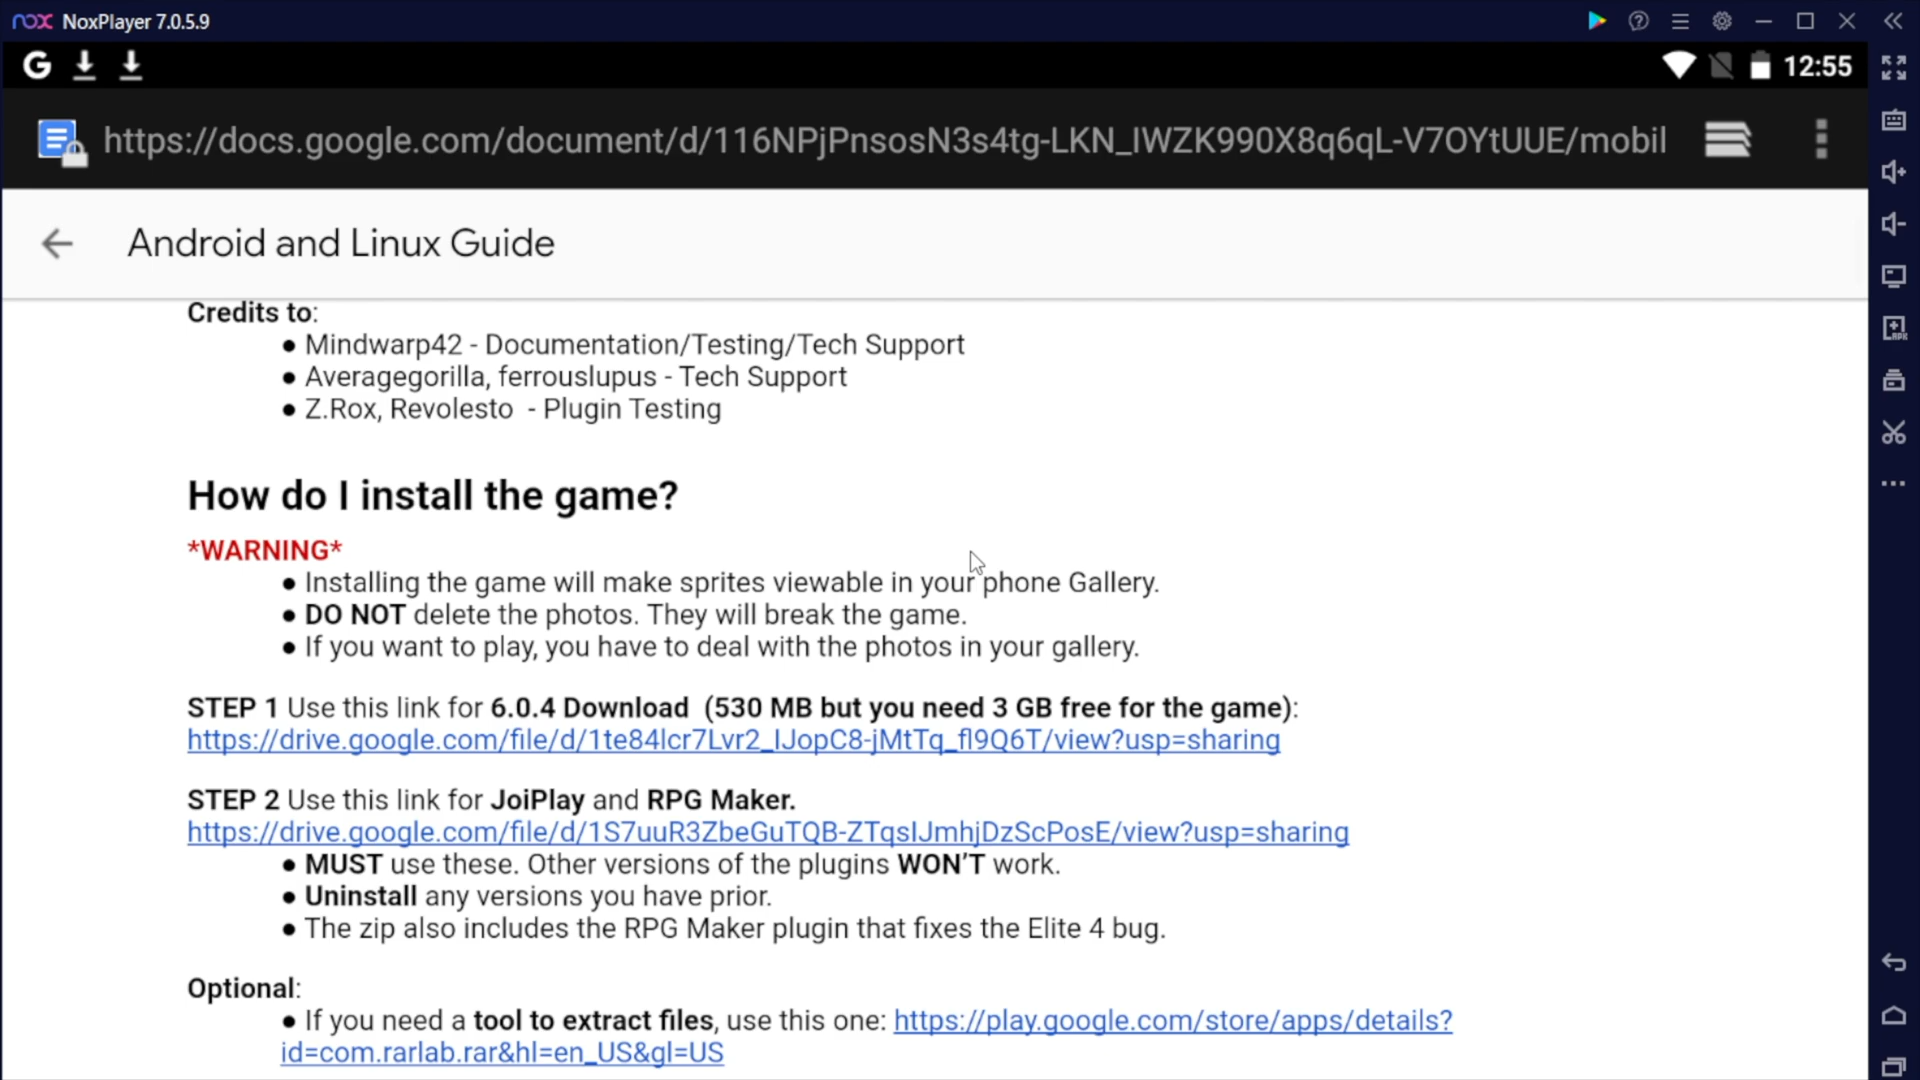 nox NoxPlayer 7.0.5.9
G 12:55
https://docs.google.com/document/d/116NPjPnsosN3s4tg-LKN_IWZK990X8q6qL-V7OYtUUE/mobil
Android and Linux Guide
Credits to:
● Mindwarp42 - Documentation/Testing/Tech Support
● Averagegorilla, ferrouslupus - Tech Support
● Z.Rox, Revolesto  - Plugin Testing
How do I install the game?
*WARNING*
● Installing the game will make sprites viewable in your phone Gallery.
● DO NOT delete the photos. They will break the game.
● If you want to play, you have to deal with the photos in your gallery.
STEP 1 Use this link for 6.0.4 Download  (530 MB but you need 3 GB free for the game):
https://drive.google.com/file/d/1te84lcr7Lvr2_IJopC8-jMtTq_fl9Q6T/view?usp=sharing
STEP 2 Use this link for JoiPlay and RPG Maker.
https://drive.google.com/file/d/1S7uuR3ZbeGuTQB-ZTqsIJmhjDzScPosE/view?usp=sharing
● MUST use these. Other versions of the plugins WON'T work.
● Uninstall any versions you have prior.
● The zip also includes the RPG Maker plugin that fixes the Elite 4 bug.
Optional:
● If you need a tool to extract files, use this one: https://play.google.com/store/apps/details?
id=com.rarlab.rar&hl=en_US&gl=US